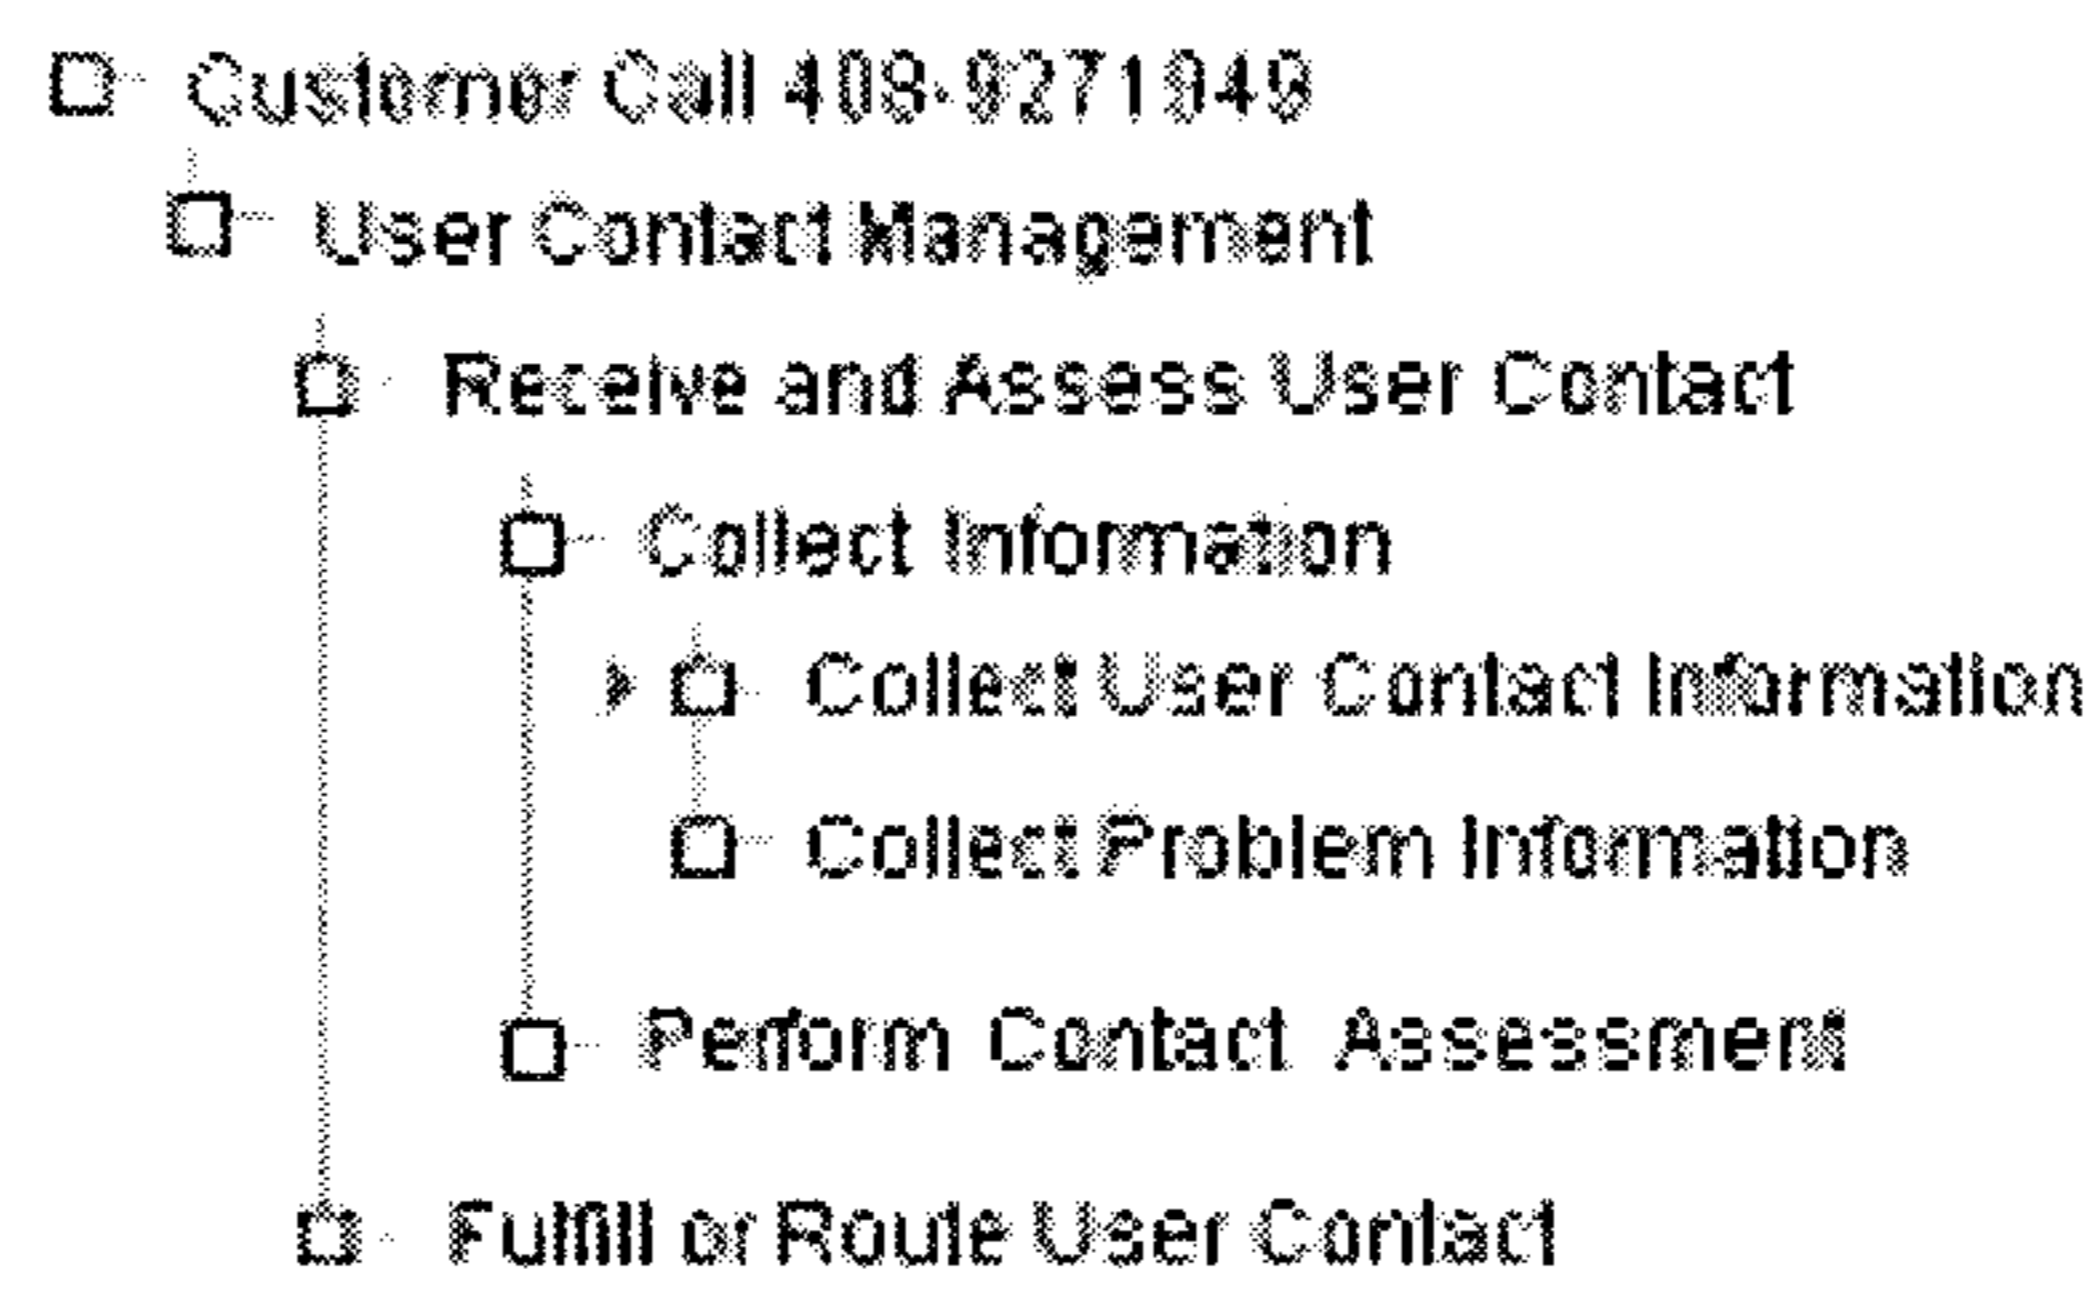 Customer Call 408-9271949
User Contact Management
Receive and Assess User Contact
Collect Information
Collect User Contact Information
Collect Problem Information
Perform Contact Assessment
Fulfill or Route User Contact